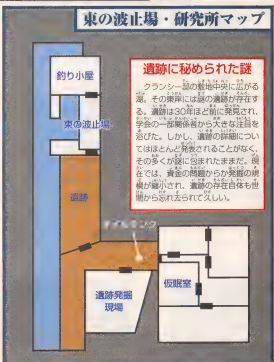 東の波止場・研究所マップ
釣り小屋
東の波止場
遺跡
オイルタンク
遺跡発掘
現場
仮眠室
遺跡に秘められた謎
クランシー邸の敷地中央に広がる
湖。その東岸には謎の遺跡が存在す
る。遺跡は30年ほど前に発見され、
学会の一部関係者から大きな注目を
浴びた。しかし、遺跡の詳細につい
てはほとんど発表されることがなく、
その多くが謎に包まれたままだ。現
在では、資金の問題からか発掘の規
模が縮小され、遺跡の存在自体も世
間から忘れ去られて久しい。